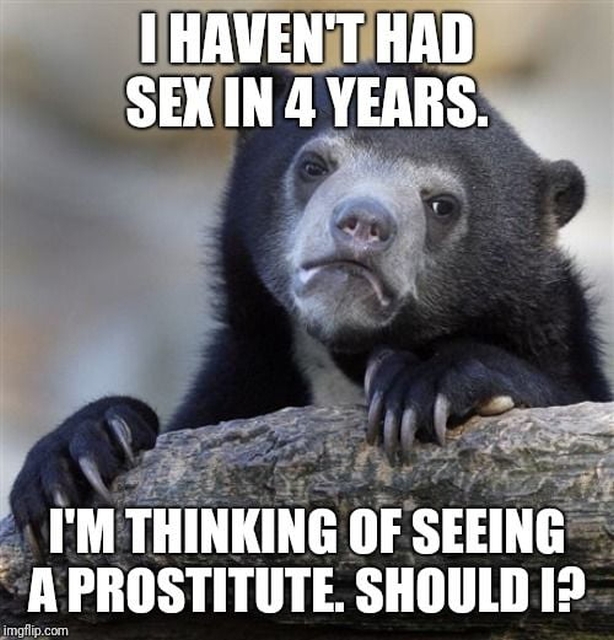 I HAVEN'T HAD
SEX IN 4 YEARS.
I'M THINKING OF SEEING
A PROSTITUTE. SHOULD I?
imgflip.com